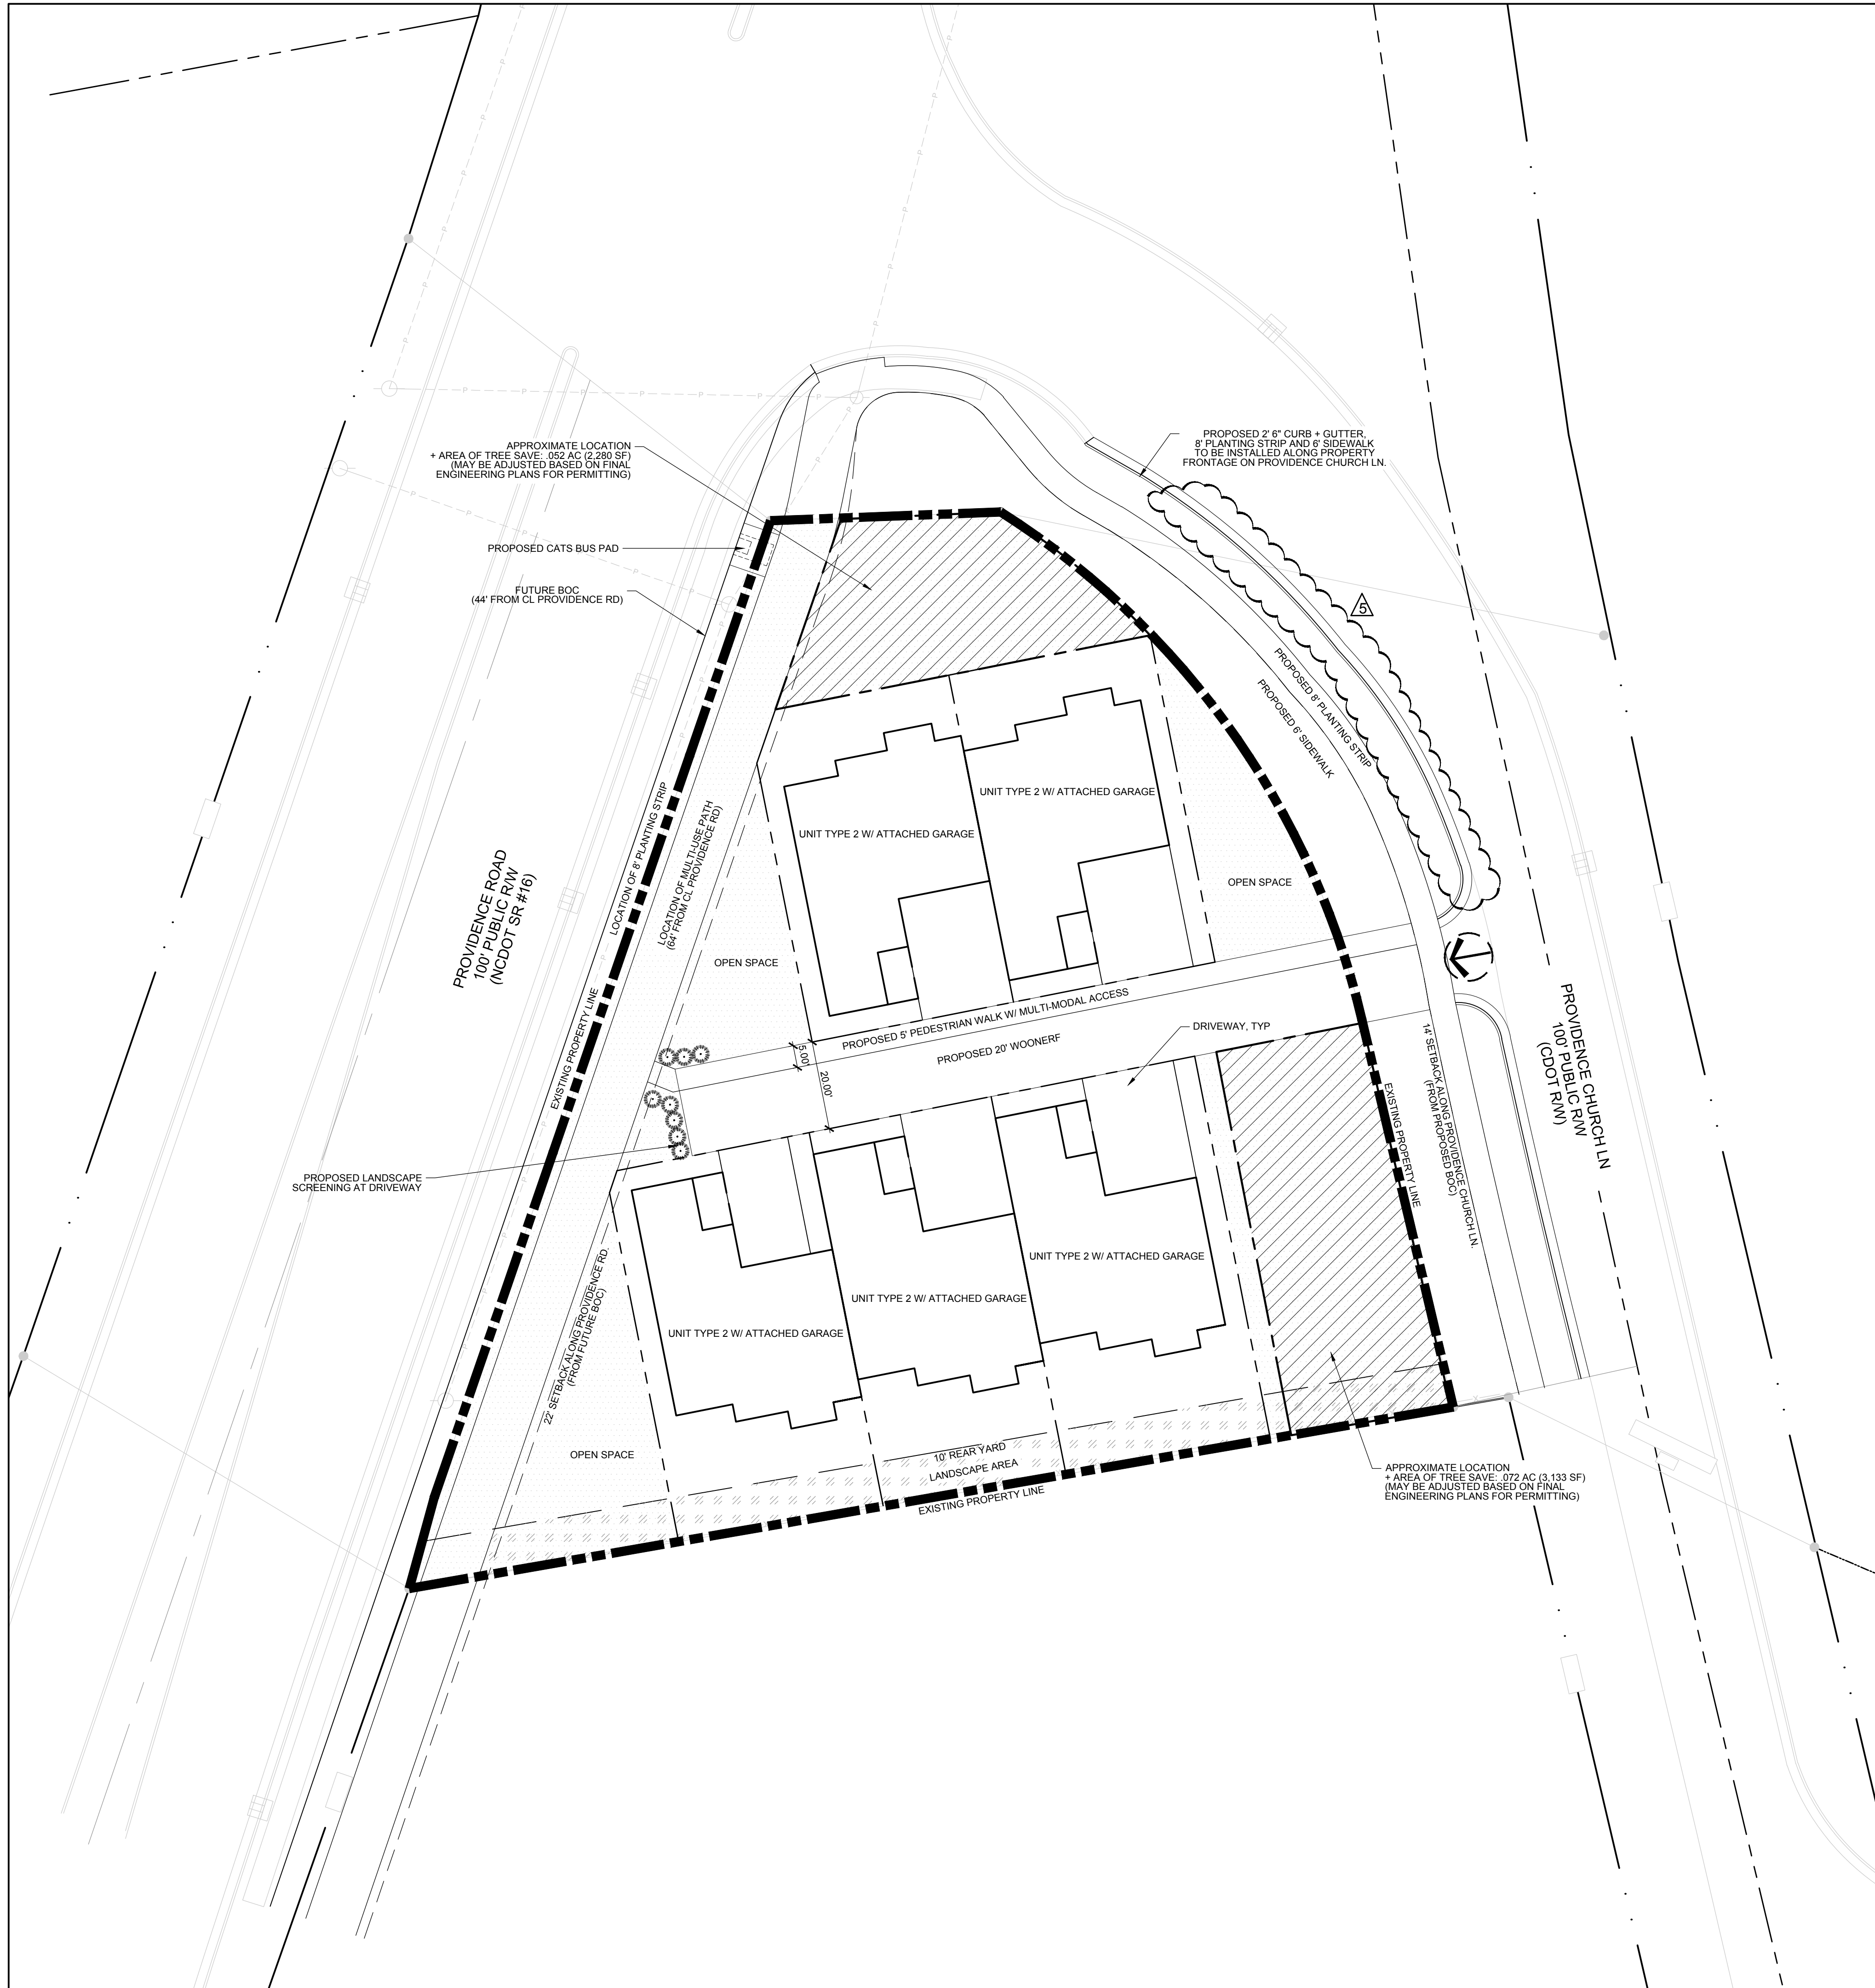 APPROXIMATE LOCATION
+ AREA OF TREE SAVE: .052 AC (2,280 SF)
(MAY BE ADJUSTED BASED ON FINAL
ENGINEERING PLANS FOR PERMITTING)
PROPOSED 2' 6" CURB + GUTTER,
8' PLANTING STRIP AND 6' SIDEWALK
TO BE INSTALLED ALONG PROPERTY
FRONTAGE ON PROVIDENCE CHURCH LN.
PROPOSED CATS BUS PAD
FUTURE BOC
(44' FROM CL PROVIDENCE RD)
5
PROPOSED 8' PLANTING STRIP
PROPOSED 6' SIDEWALK
LOCATION OF 8' PLANTING STRIP
LOCATION OF MULTI-USE PATH
(64' FROM CL PROVIDENCE RD)
UNIT TYPE 2 W/ ATTACHED GARAGE
UNIT TYPE 2 W/ ATTACHED GARAGE
OPEN SPACE
PROVIDENCE ROAD
100' PUBLIC R/W
(NCDOT SR #16)
OPEN SPACE
EXISTING PROPERTY LINE
PROPOSED 5' PEDESTRIAN WALK W/ MULTI-MODAL ACCESS
PROPOSED 20' WOONERF
DRIVEWAY, TYP
5.00'
20.00'
PROVIDENCE CHURCH LN
100' PUBLIC R/W
(CDOT R/W)
14' SETBACK ALONG PROVIDENCE CHURCH LN.
(FROM PROPOSED BOC)
EXISTING PROPERTY LINE
PROPOSED LANDSCAPE
SCREENING AT DRIVEWAY
22' SETBACK ALONG PROVIDENCE RD.
(FROM FUTURE BOC)
UNIT TYPE 2 W/ ATTACHED GARAGE
UNIT TYPE 2 W/ ATTACHED GARAGE
UNIT TYPE 2 W/ ATTACHED GARAGE
OPEN SPACE
10' REAR YARD
LANDSCAPE AREA
EXISTING PROPERTY LINE
APPROXIMATE LOCATION
+ AREA OF TREE SAVE: .072 AC (3,133 SF)
(MAY BE ADJUSTED BASED ON FINAL
ENGINEERING PLANS FOR PERMITTING)